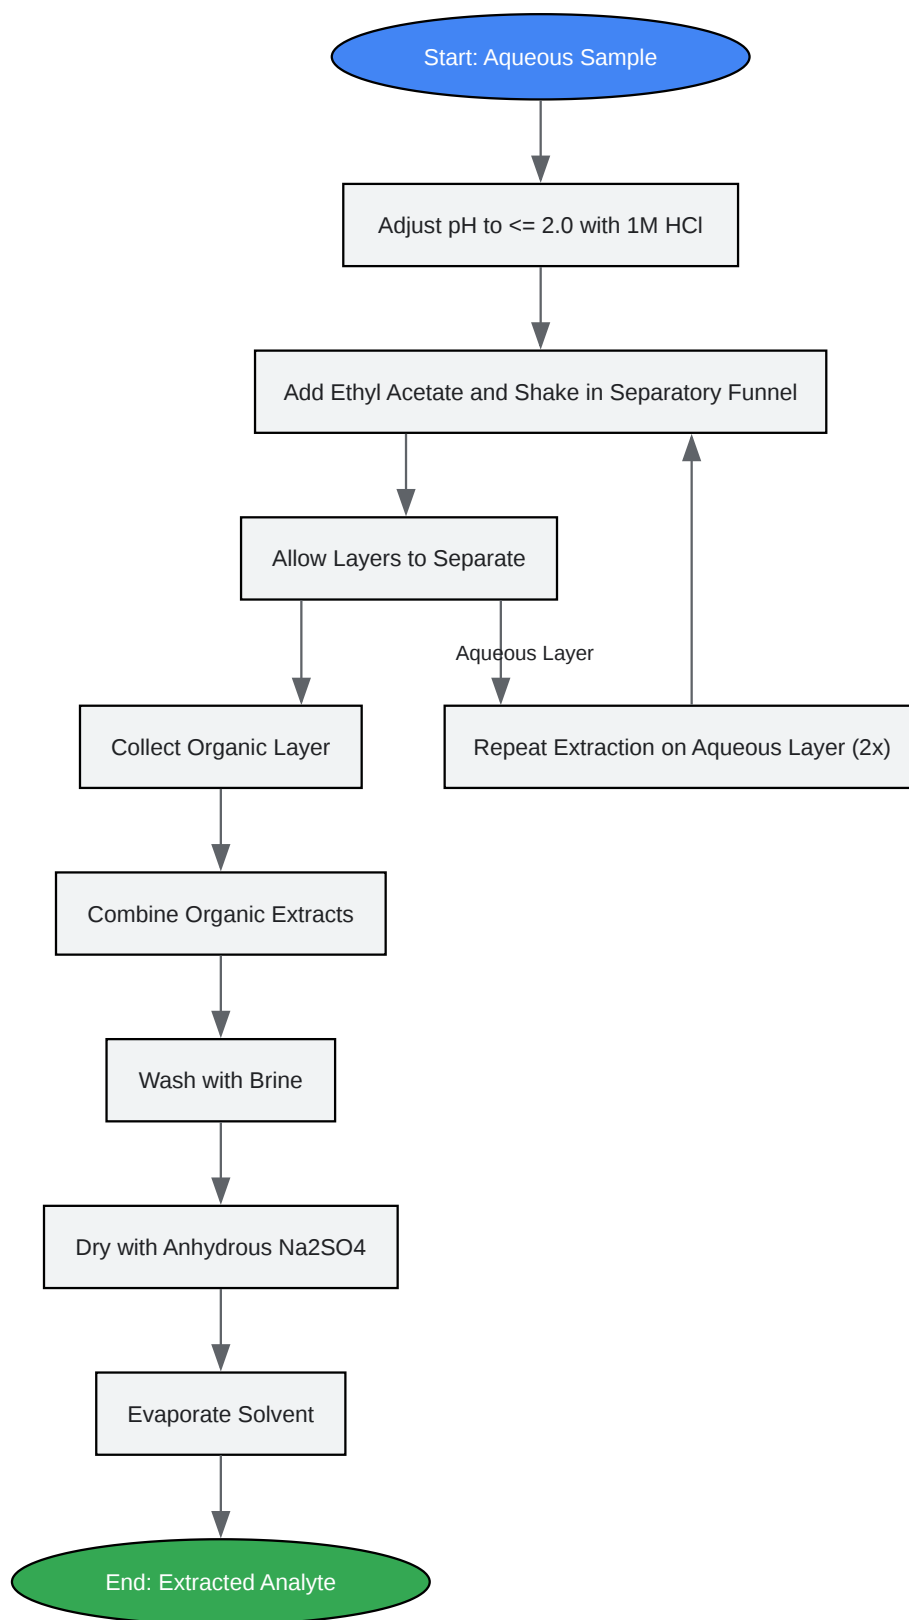 Start: Aqueous Sample
Adjust pH to <= 2.0 with 1M HCl
Add Ethyl Acetate and Shake in Separatory Funnel
Allow Layers to Separate
Aqueous Layer
Collect Organic Layer
Repeat Extraction on Aqueous Layer (2x)
Combine Organic Extracts
Wash with Brine
Dry with Anhydrous Na2SO4
Evaporate Solvent
End: Extracted Analyte